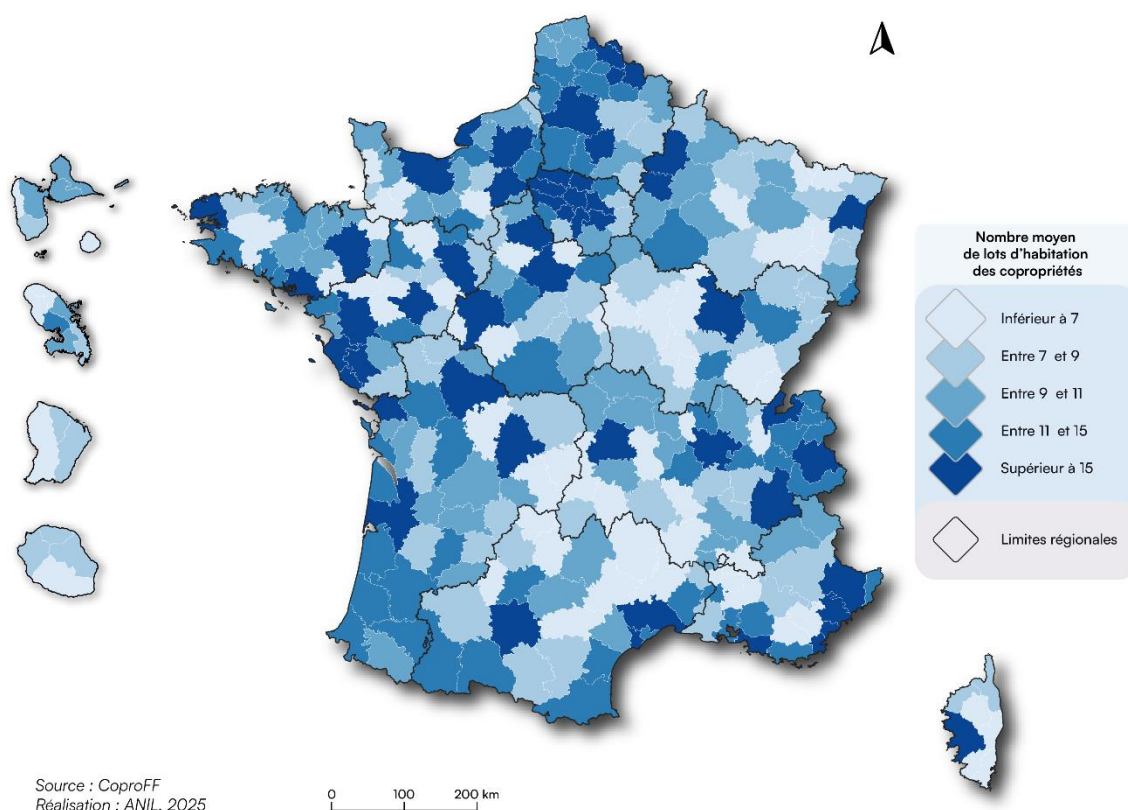 Nombre moyen
de lots d'habitation
des copropriétés
Inférieur à 7
Entre 7 et 9
Entre 9 et 11
Entre 11 et 15
Supérieur à 15
Limites régionales
Source : CoproFF
Réalisation : ANIL, 2025
0 100 200 km